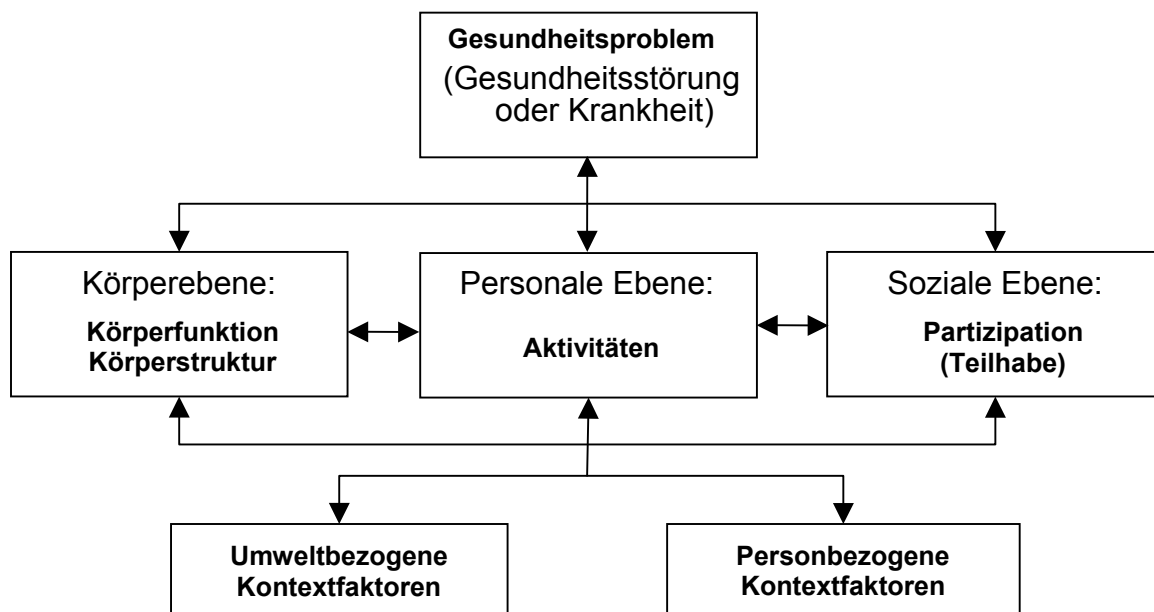 Gesundheitsproblem
(Gesundheitsstörung
oder Krankheit)
Körperebene:
Körperfunktion
Körperstruktur
Personale Ebene:
Aktivitäten
Soziale Ebene:
Partizipation
(Teilhabe)
Umweltbezogene
Kontextfaktoren
Personbezogene
Kontextfaktoren